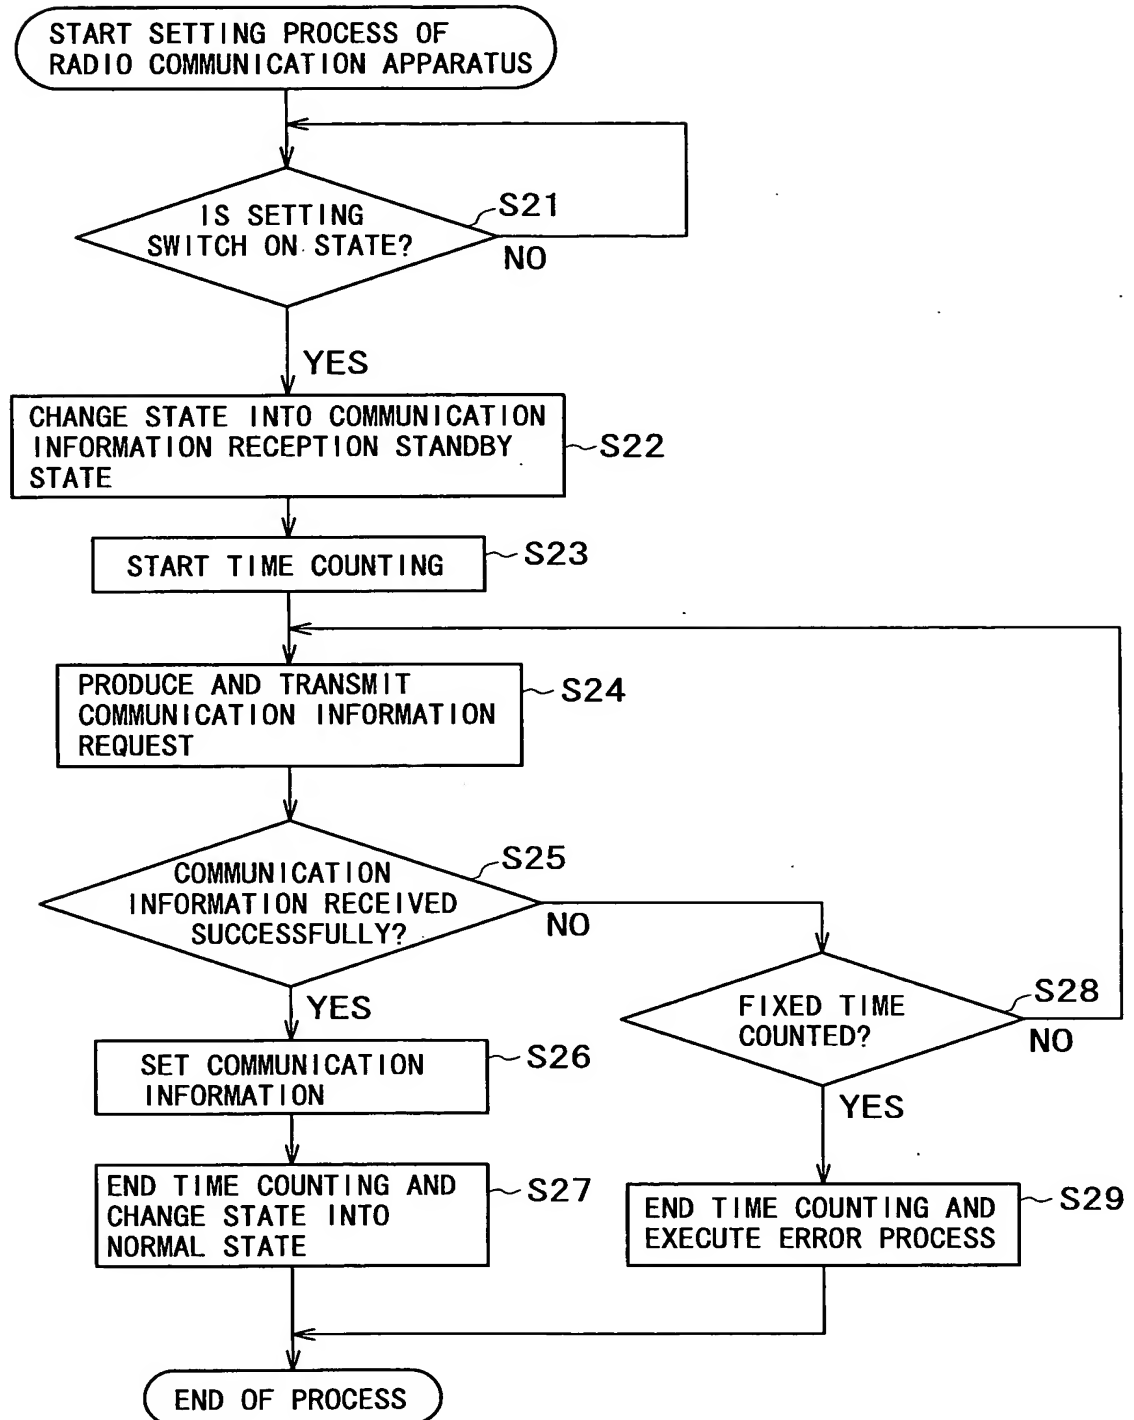 START SETTING PROCESS OF
RADIO COMMUNICATION APPARATUS
IS SETTING
SWITCH ON STATE?
S21
NO
YES
CHANGE STATE INTO COMMUNICATION
INFORMATION RECEPTION STANDBY
STATE
S22
START TIME COUNTING
S23
PRODUCE AND TRANSMIT
COMMUNICATION INFORMATION
REQUEST
S24
COMMUNICATION
INFORMATION RECEIVED
SUCCESSFULLY?
S25
NO
YES
FIXED TIME
COUNTED?
S28
NO
YES
SET COMMUNICATION
INFORMATION
S26
END TIME COUNTING AND
CHANGE STATE INTO
NORMAL STATE
S27
END TIME COUNTING AND
EXECUTE ERROR PROCESS
S29
END OF PROCESS